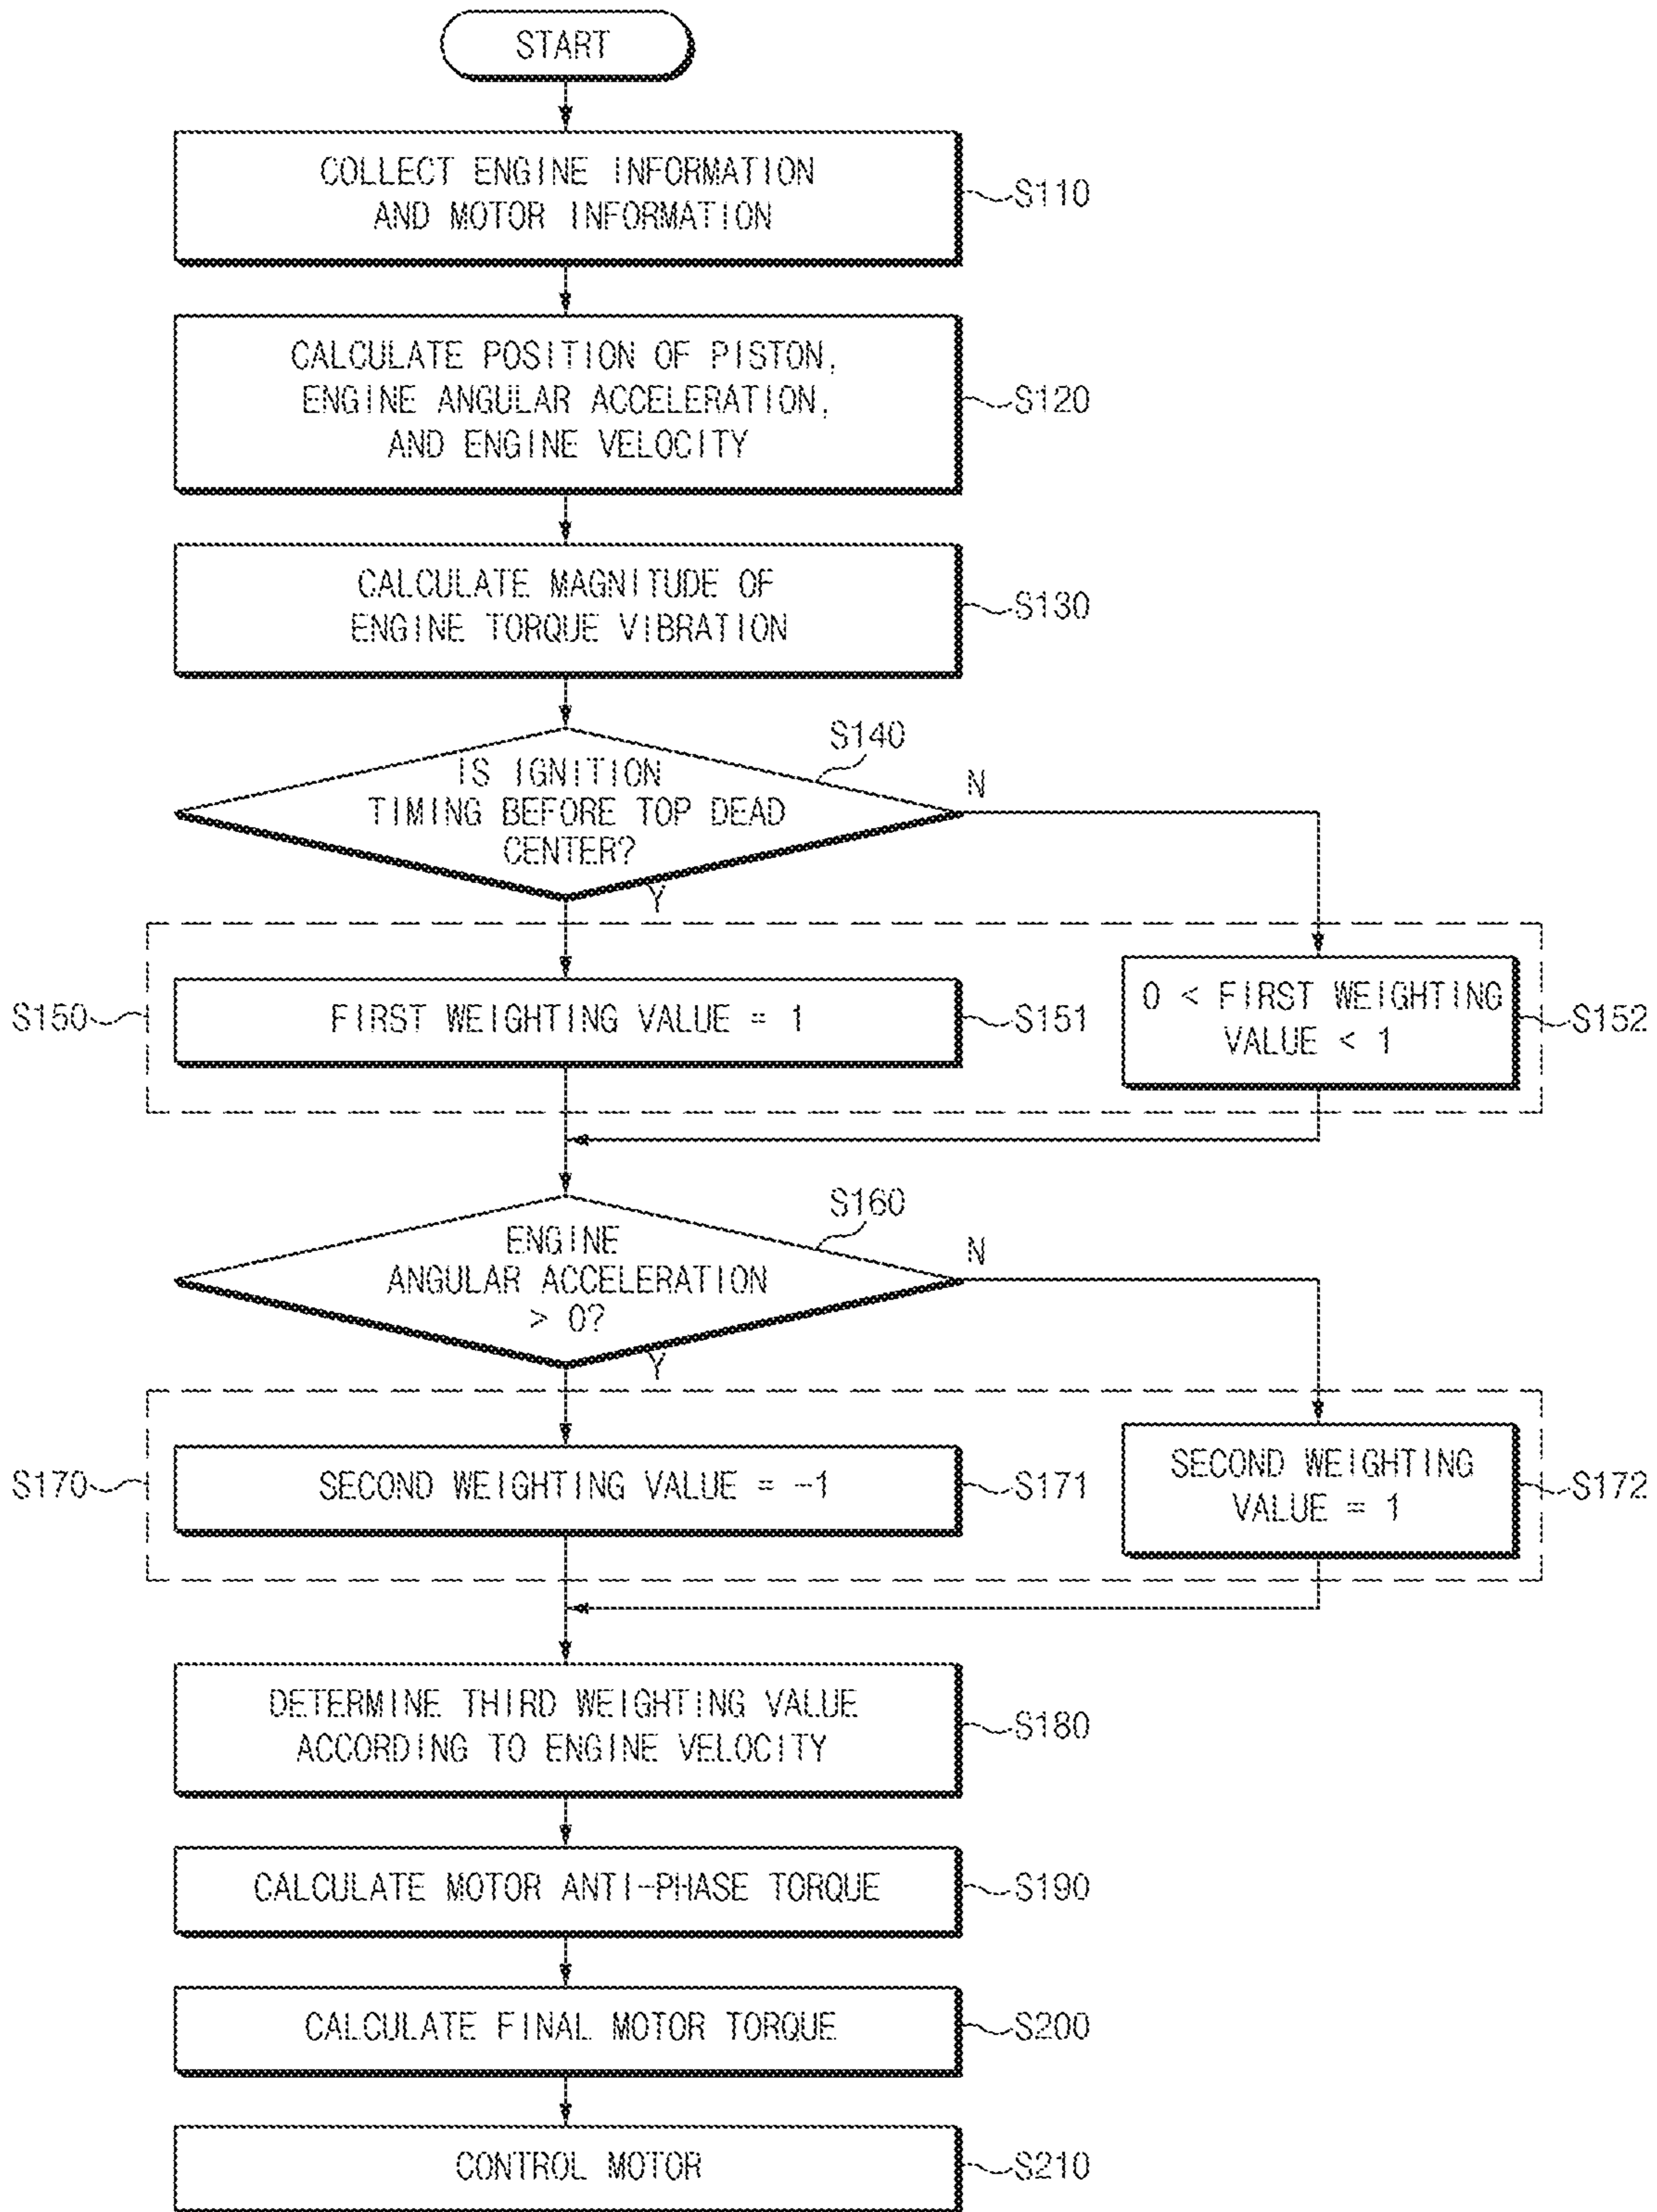 START
COLLECT ENGINE INFORMATION
AND MOTOR INFORMATION
S110
CALCULATE POSITION OF PISTON,
ENGINE ANGULAR ACCELERATION,
AND ENGINE VELOCITY
S120
CALCULATE MAGNITUDE OF
ENGINE TORQUE VIBRATION
S130
S140
IS IGNITION
TIMING BEFORE TOP DEAD
CENTER?
N
Y
S150
FIRST WEIGHTING VALUE = 1
S151
0 < FIRST WEIGHTING
VALUE < 1
S152
S160
ENGINE
ANGULAR ACCELERATION
> 0?
N
Y
S170
SECOND WEIGHTING VALUE = -1
S171
SECOND WEIGHTING
VALUE = 1
S172
DETERMINE THIRD WEIGHTING VALUE
ACCORDING TO ENGINE VELOCITY
S180
CALCULATE MOTOR ANTI-PHASE TORQUE
S190
CALCULATE FINAL MOTOR TORQUE
S200
CONTROL MOTOR
S210